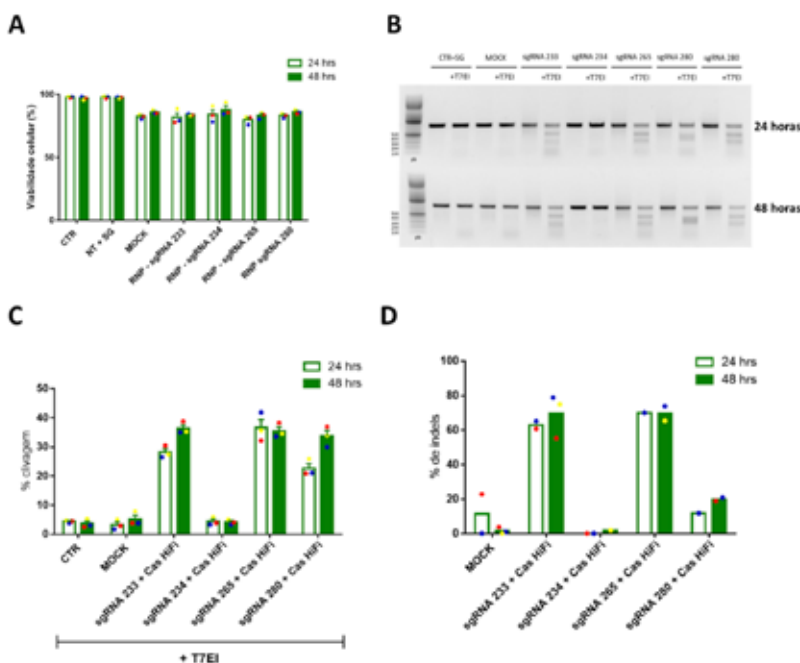 A
24 hrs
48 hrs
Viabilidade celular (%)
100
50
0
CTR
NT + SG
MOCK
RNP - sgRNA 233
RNP - sgRNA 234
RNP - sgRNA 265
RNP sgRNA 280
B
CTR+SG MOCK sgRNA 233 sgRNA 234 sgRNA 265 sgRNA 280 sgRNA 280
+T7EI +T7EI +T7EI +T7EI +T7EI +T7EI +T7EI
24 horas
48 horas
C
24 hrs
48 hrs
% clivagem
50
40
30
20
10
0
CTR
MOCK
sgRNA 233 + Cas HiFi
sgRNA 234 + Cas HiFi
sgRNA 265 + Cas HiFi
sgRNA 280 + Cas HiFi
+ T7EI
D
24 hrs
48 hrs
% de indels
100
80
60
40
20
0
MOCK
sgRNA 233 + Cas HiFi
sgRNA 234 + Cas HiFi
sgRNA 265 + Cas HiFi
sgRNA 280 + Cas HiFi